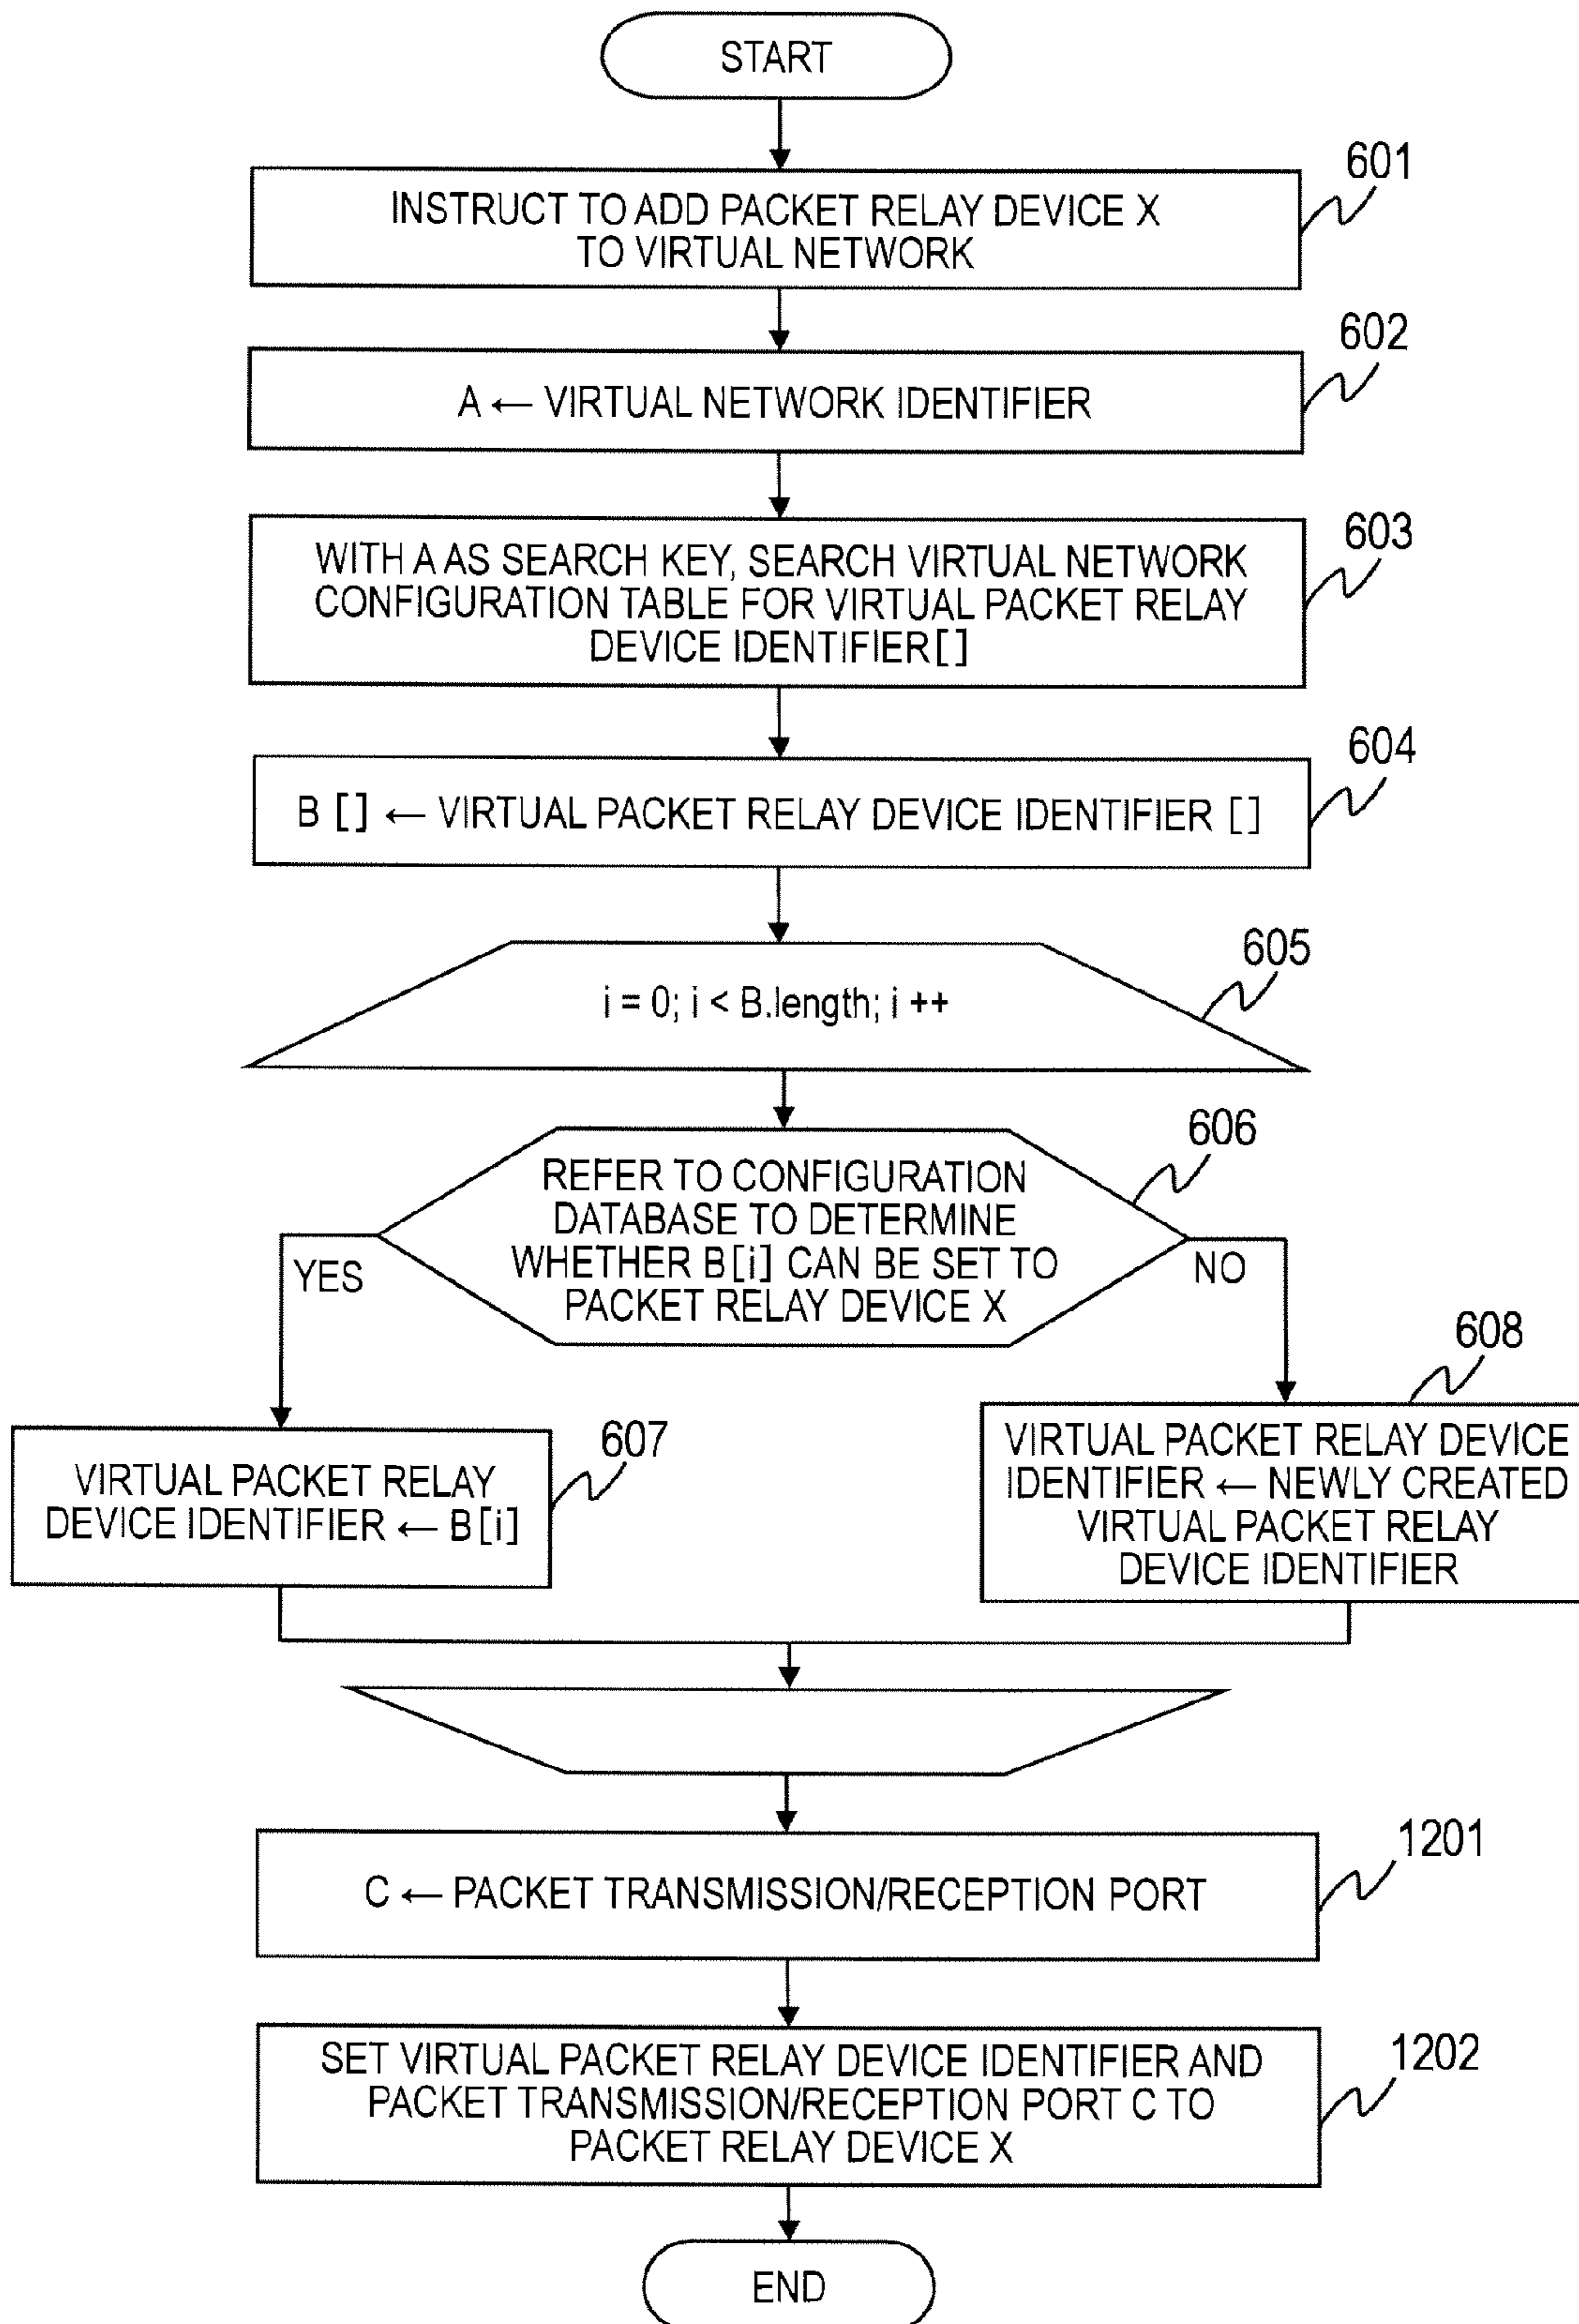 START
601
INSTRUCT TO ADD PACKET RELAY DEVICE X
TO VIRTUAL NETWORK
602
A ← VIRTUAL NETWORK IDENTIFIER
603
WITH A AS SEARCH KEY, SEARCH VIRTUAL NETWORK
CONFIGURATION TABLE FOR VIRTUAL PACKET RELAY
DEVICE IDENTIFIER[ ]
604
B [ ] ← VIRTUAL PACKET RELAY DEVICE IDENTIFIER [ ]
605
i = 0; i < B.length; i ++
606
REFER TO CONFIGURATION
DATABASE TO DETERMINE
WHETHER B[i] CAN BE SET TO
PACKET RELAY DEVICE X
YES
NO
607
VIRTUAL PACKET RELAY
DEVICE IDENTIFIER ← B[i]
608
VIRTUAL PACKET RELAY DEVICE
IDENTIFIER ← NEWLY CREATED
VIRTUAL PACKET RELAY
DEVICE IDENTIFIER
1201
C ← PACKET TRANSMISSION/RECEPTION PORT
1202
SET VIRTUAL PACKET RELAY DEVICE IDENTIFIER AND
PACKET TRANSMISSION/RECEPTION PORT C TO
PACKET RELAY DEVICE X
END